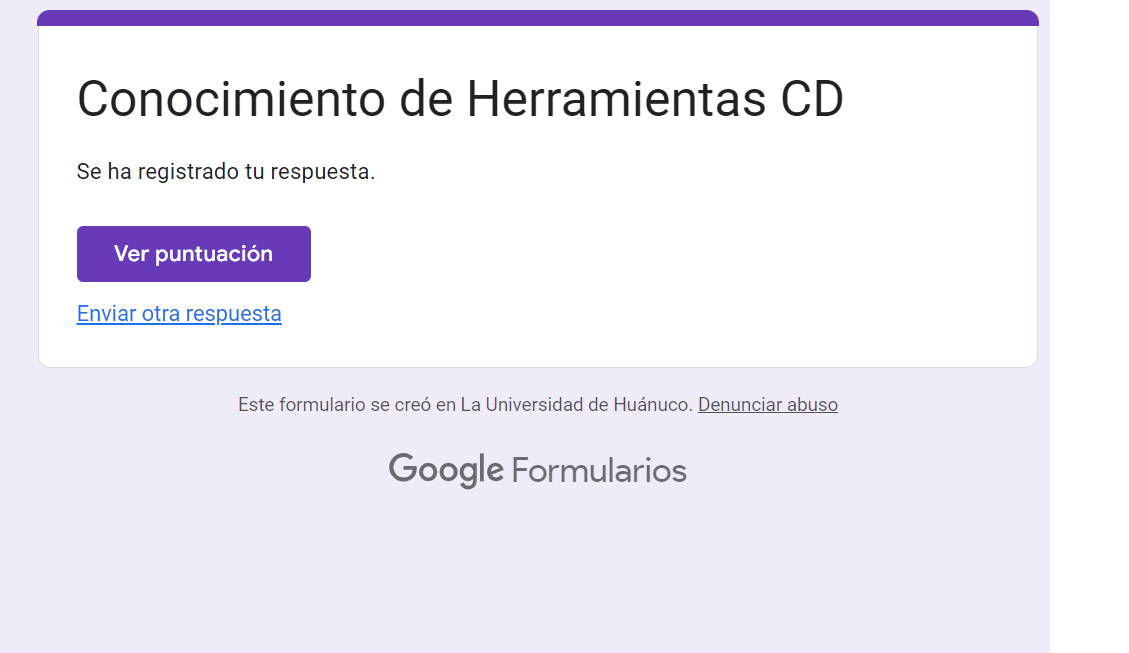 Conocimiento de Herramientas CD
Se ha registrado tu respuesta.
Ver puntuación
Enviar otra respuesta
Este formulario se creó en La Universidad de Huánuco. Denunciar abuso
Google Formularios